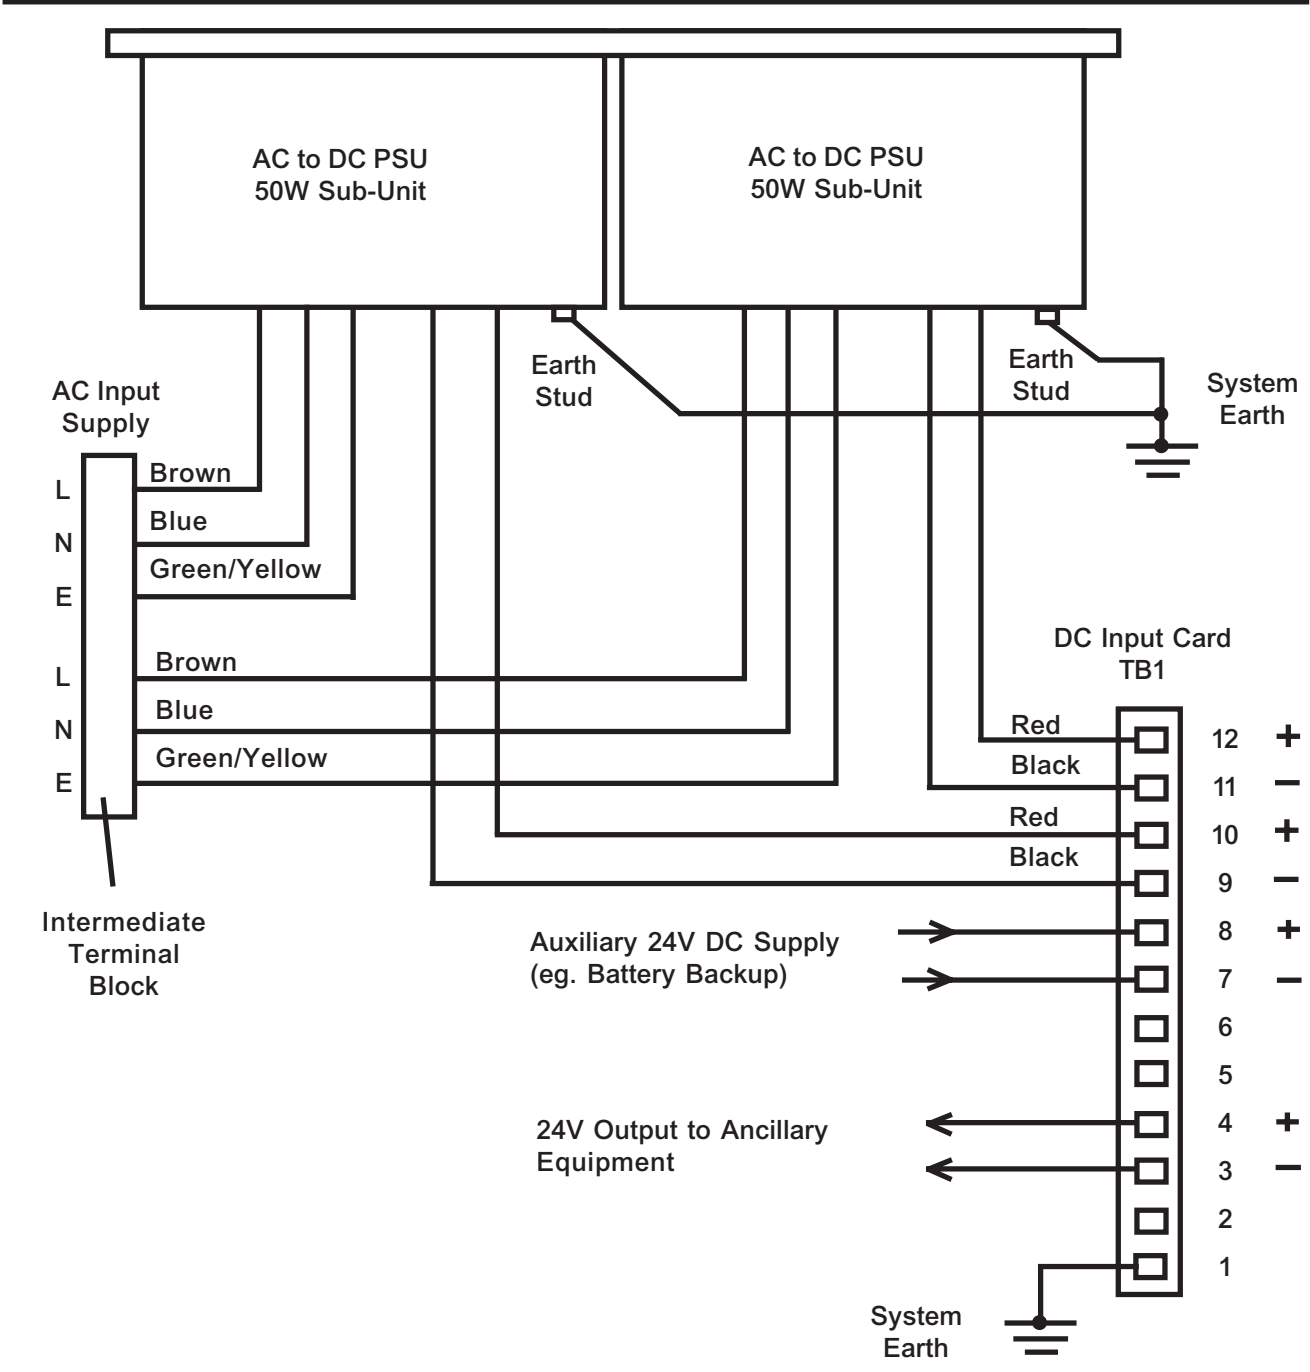 AC to DC PSU
50W Sub-Unit
AC to DC PSU
50W Sub-Unit
Earth
Stud
Earth
Stud
System
Earth
AC Input
Supply
L
Brown
N
Blue
E
Green/Yellow
L
Brown
N
Blue
E
Green/Yellow
Intermediate
Terminal
Block
DC Input Card
TB1
Red
12 +
Black
11 −
Red
10 +
Black
9 −
Auxiliary 24V DC Supply
(eg. Battery Backup)
8 +
7 −
6
5
24V Output to Ancillary
Equipment
4 +
3 −
2
1
System
Earth